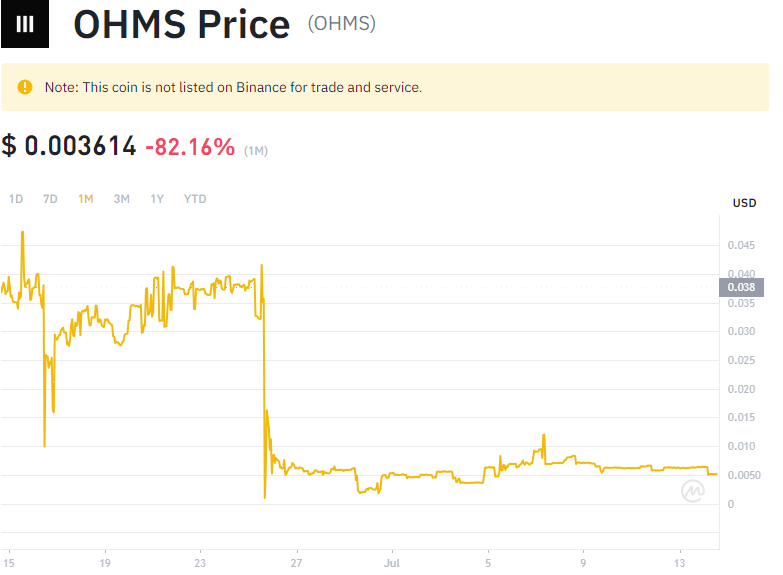 OHMS Price (OHMS)
Note: This coin is not listed on Binance for trade and service.
$ 0.003614 -82.16% (1M)
1D 7D 1M 3M 1Y YTD
USD
0.045
0.040
0.038
0.035
0.030
0.025
0.020
0.015
0.010
0.0050
0
15 19 23 27 Jul 5 9 13